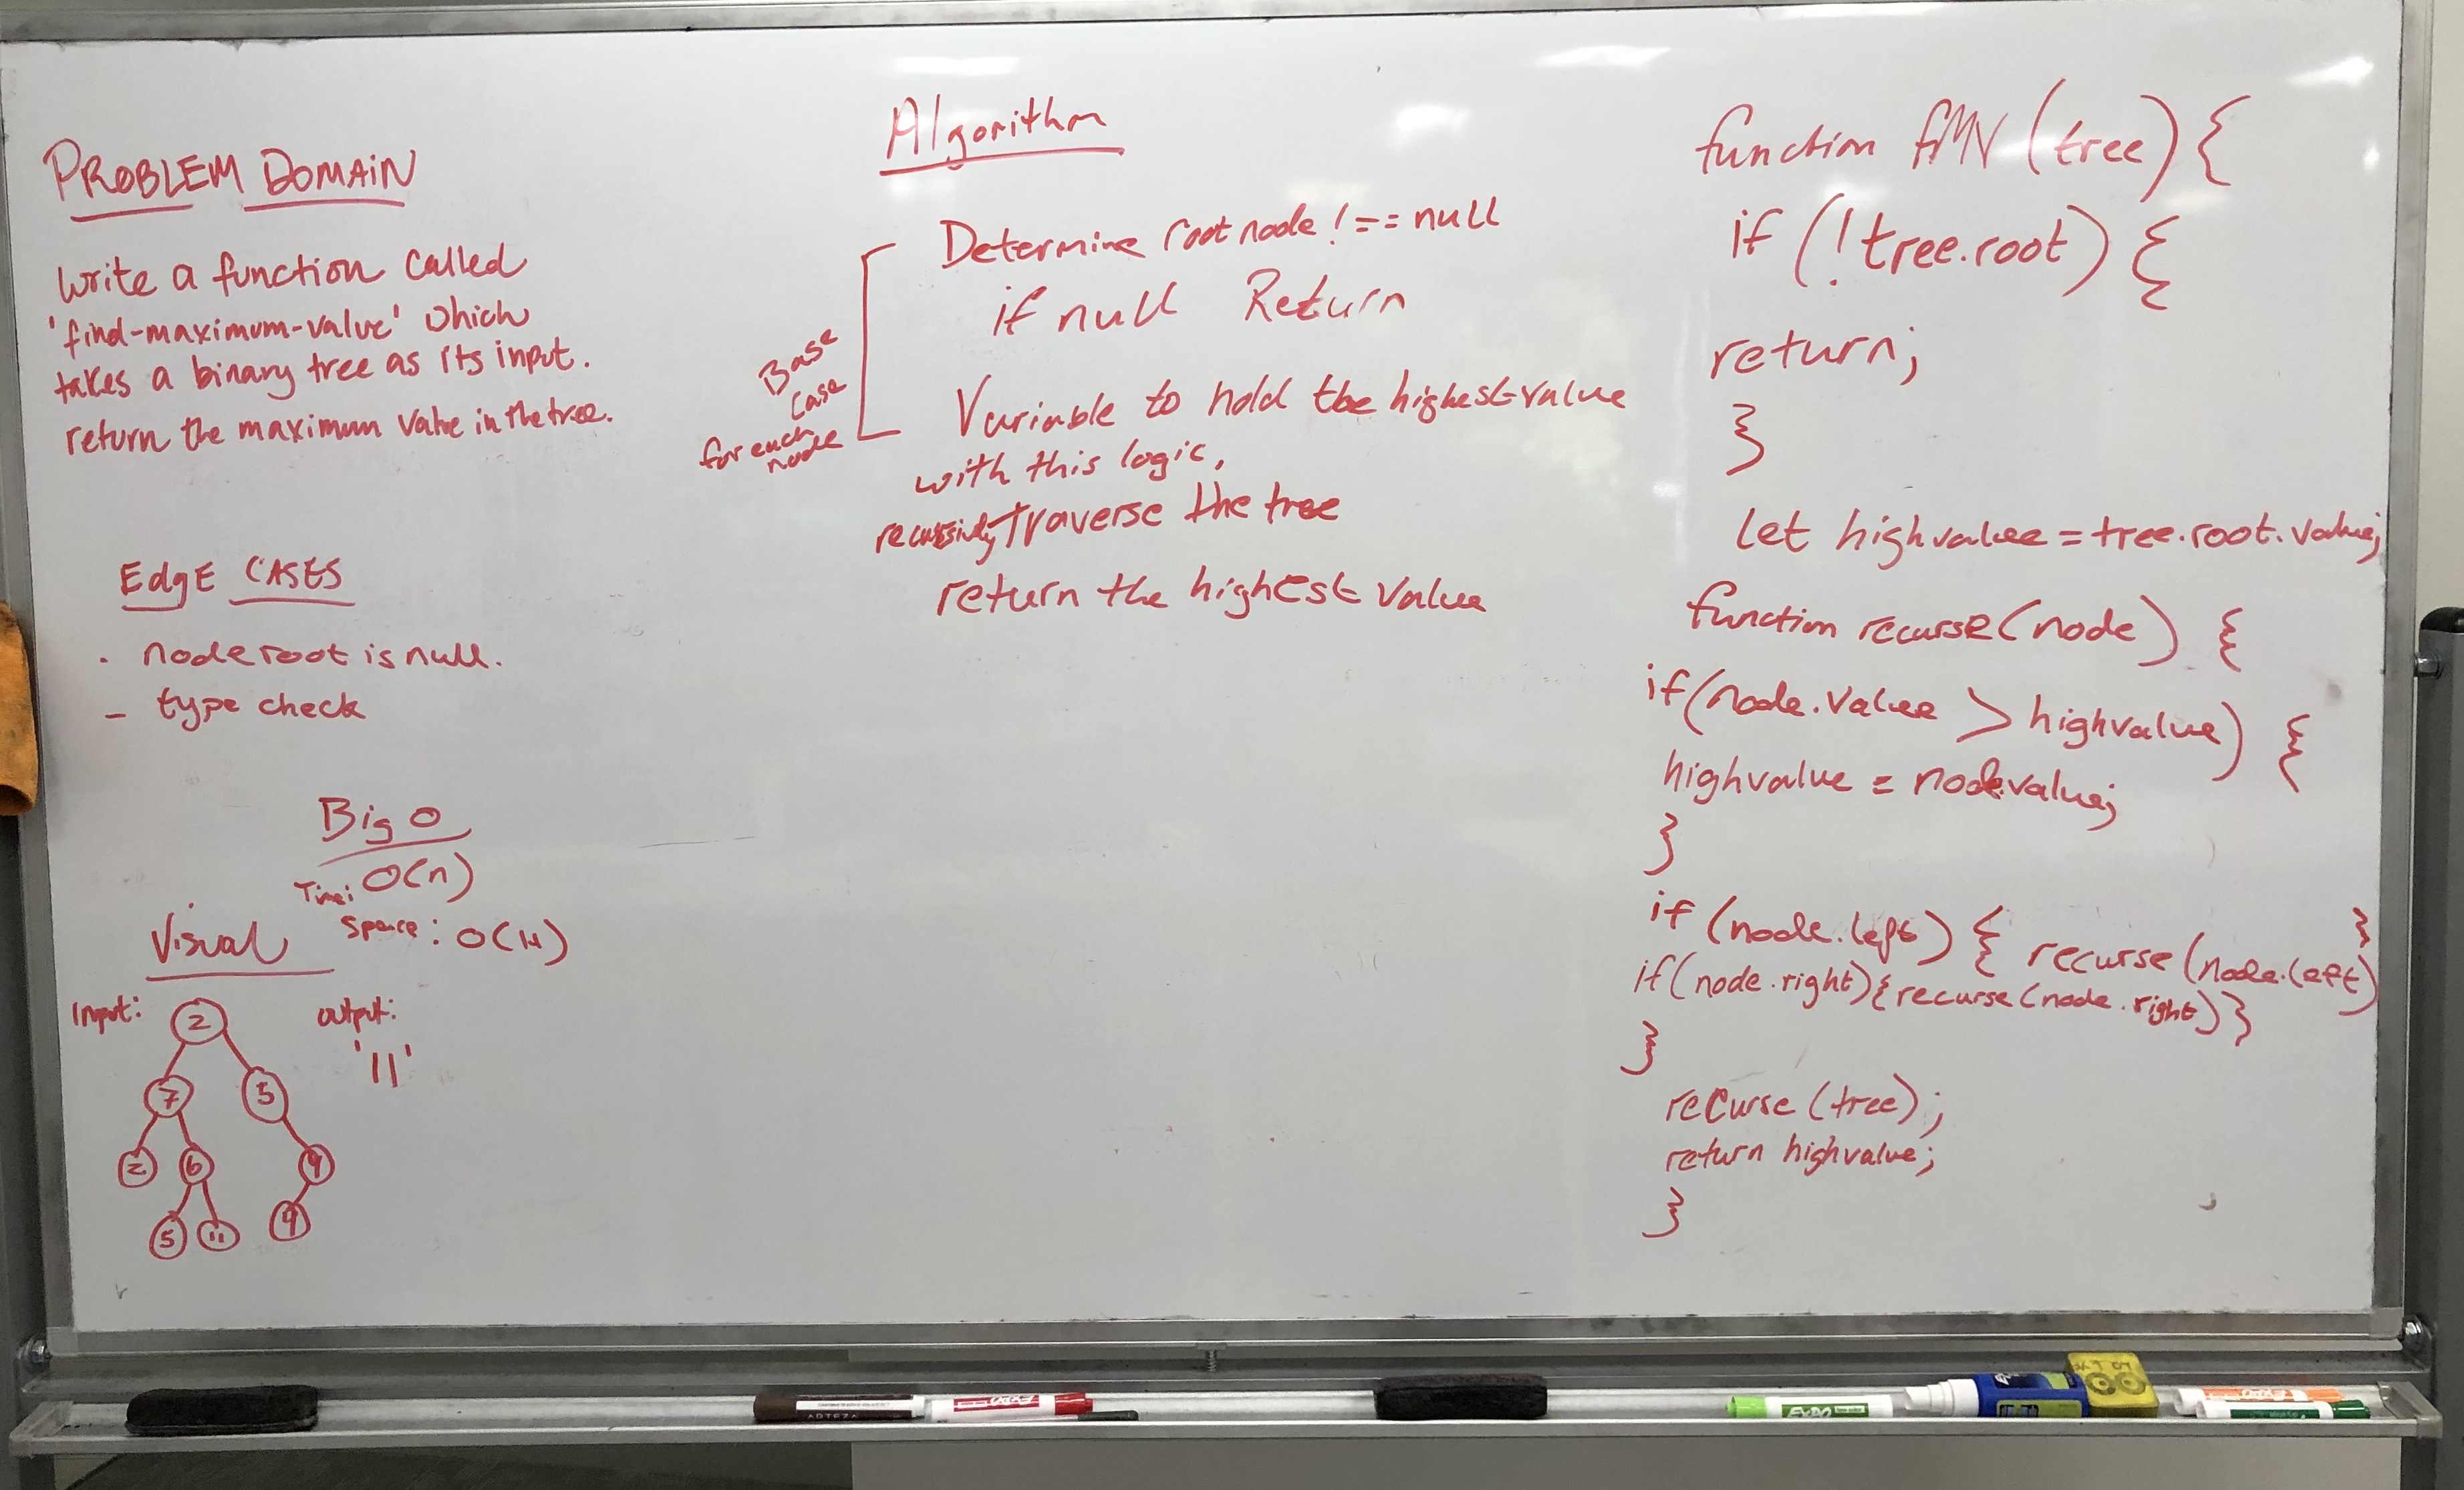 PROBLEM DOMAIN
Write a function called
'find-maximum-value' which
takes a binary tree as its input.
return the maximum value in the tree.
Edge CASES
. node root is null.
- type check
Big O
Time: O(n)
Space: O(H)
Visual
Input:
2
7 5
2 6 9
5 11 9
output:
'11'
Algorithm
Determine root node !== null
if null Return
Base
Case
for each
node
Variable to hold the highest value
with this logic,
recursively Traverse the tree
return the highest value
function fMV (tree) {
if (!tree.root) {
return;
}
let highvalue = tree.root.value;
function recurse(node) {
if(node.value > highvalue) {
highvalue = node.value;
}
if (node.left) { recurse(node.left) }
if(node.right){recurse(node.right)}
}
recurse (tree);
return highvalue;
}
EXPO
ARTEZA
EXPO